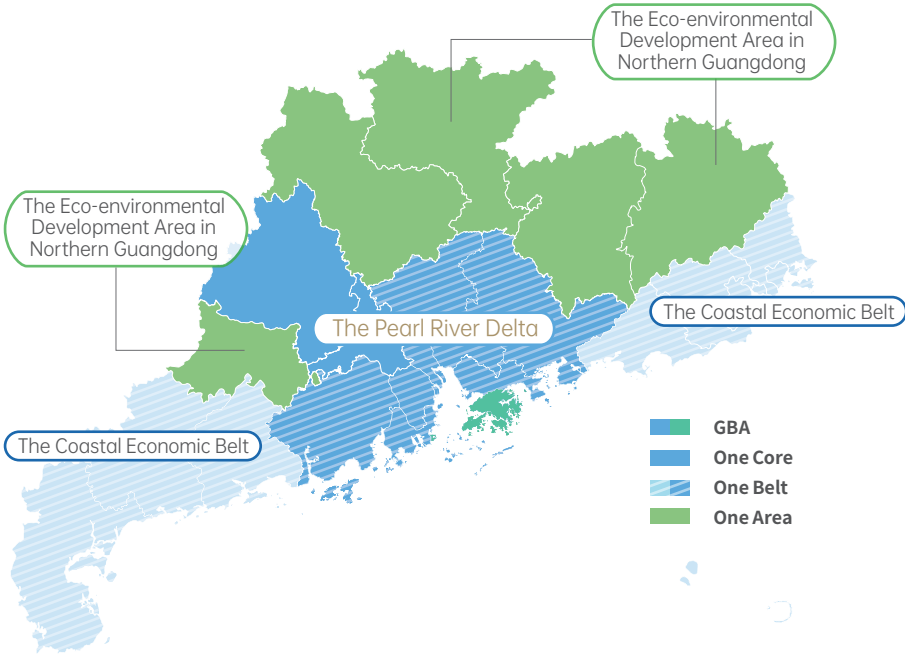 The Eco-environmental
Development Area in
Northern Guangdong
The Eco-environmental
Development Area in
Northern Guangdong
The Coastal Economic Belt
The Pearl River Delta
The Coastal Economic Belt
GBA
One Core
One Belt
One Area